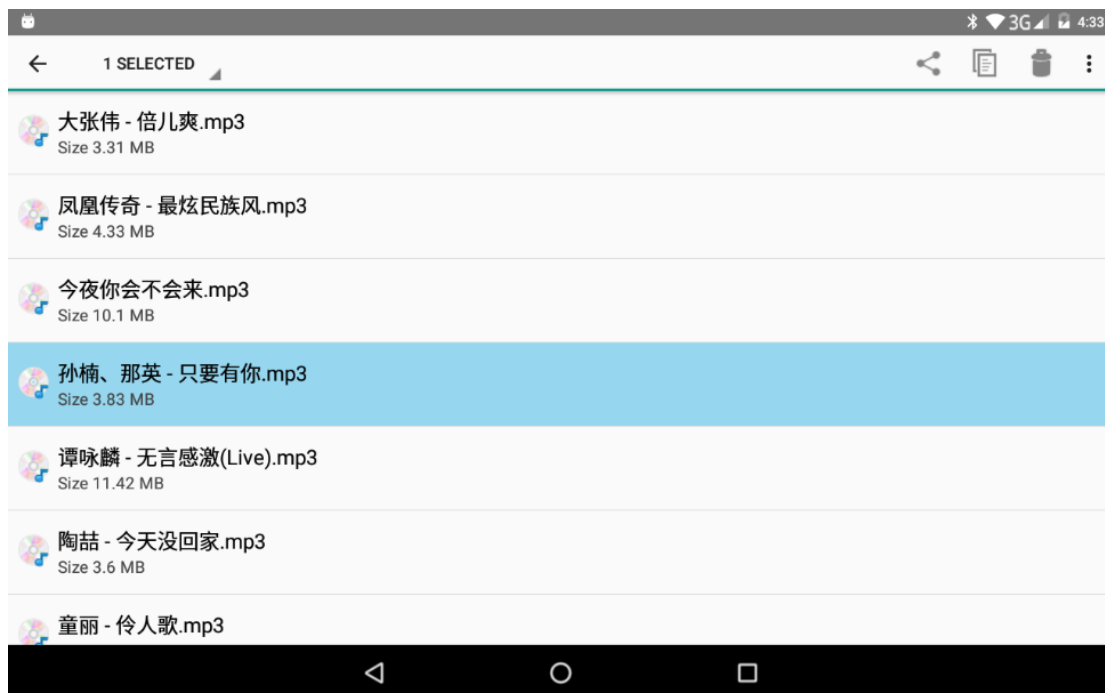 3G 4:33
1 SELECTED
大张伟 - 倍儿爽.mp3
Size 3.31 MB
凤凰传奇 - 最炫民族风.mp3
Size 4.33 MB
今夜你会不会来.mp3
Size 10.1 MB
孙楠、那英 - 只要有你.mp3
Size 3.83 MB
谭咏麟 - 无言感激(Live).mp3
Size 11.42 MB
陶喆 - 今天没回家.mp3
Size 3.6 MB
童丽 - 伶人歌.mp3